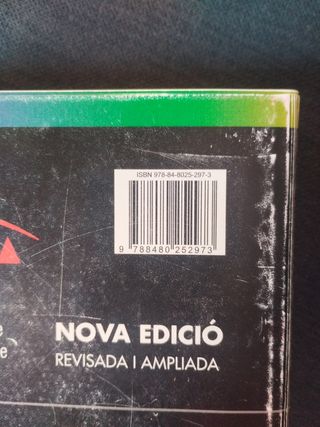 ISBN 978-84-8025-297-3
9 788480 252973
e
e
NOVA EDICIÓ
REVISADA I AMPLIADA